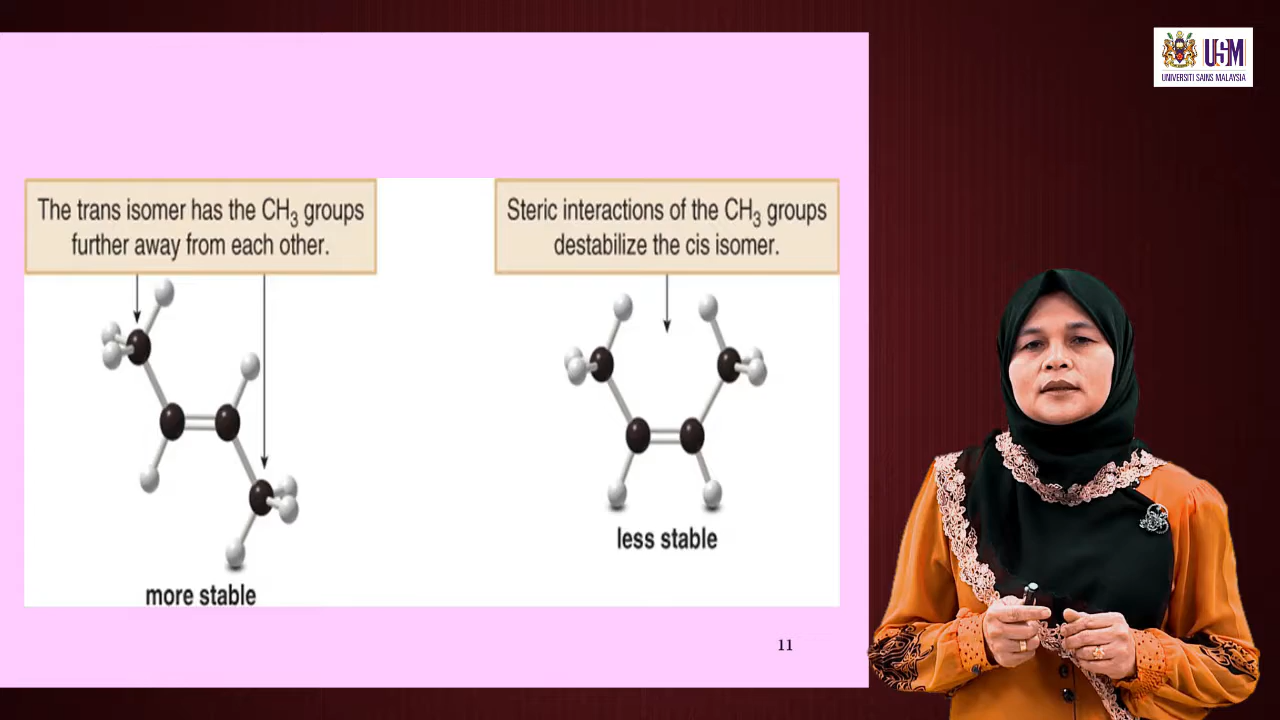 USM
UNIVERSITI SAINS MALAYSIA
The trans isomer has the CH₃ groups
further away from each other.
Steric interactions of the CH₃ groups
destabilize the cis isomer.
less stable
more stable
11